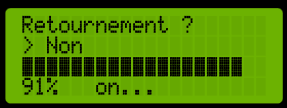 Retournement ?
> Non
91%   on...